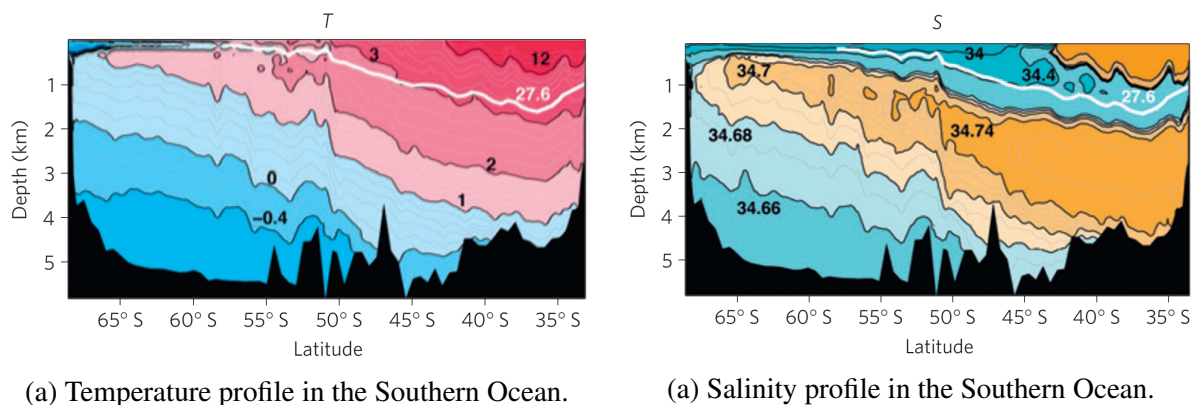 T
3
12
27.6
2
0
1
−0.4
Depth (km)
1
2
3
4
5
65° S 60° S 55° S 50° S 45° S 40° S 35° S
Latitude
(a) Temperature profile in the Southern Ocean.
S
34
34.7
34.4
27.6
34.68
34.74
34.66
Depth (km)
1
2
3
4
5
65° S 60° S 55° S 50° S 45° S 40° S 35° S
Latitude
(a) Salinity profile in the Southern Ocean.